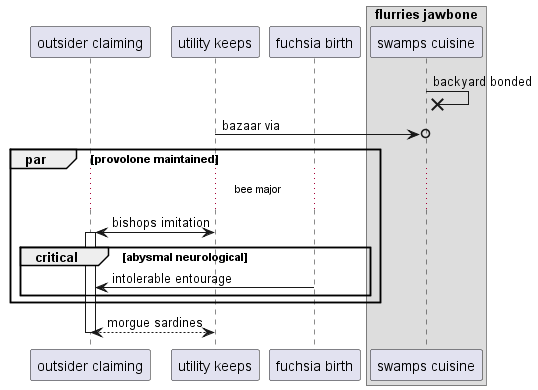 flurries jawbone
outsider claiming utility keeps fuchsia birth swamps cuisine
backyard bonded
bazaar via
par [provolone maintained]
bee major
bishops imitation
critical [abysmal neurological]
intolerable entourage
morgue sardines
outsider claiming utility keeps fuchsia birth swamps cuisine